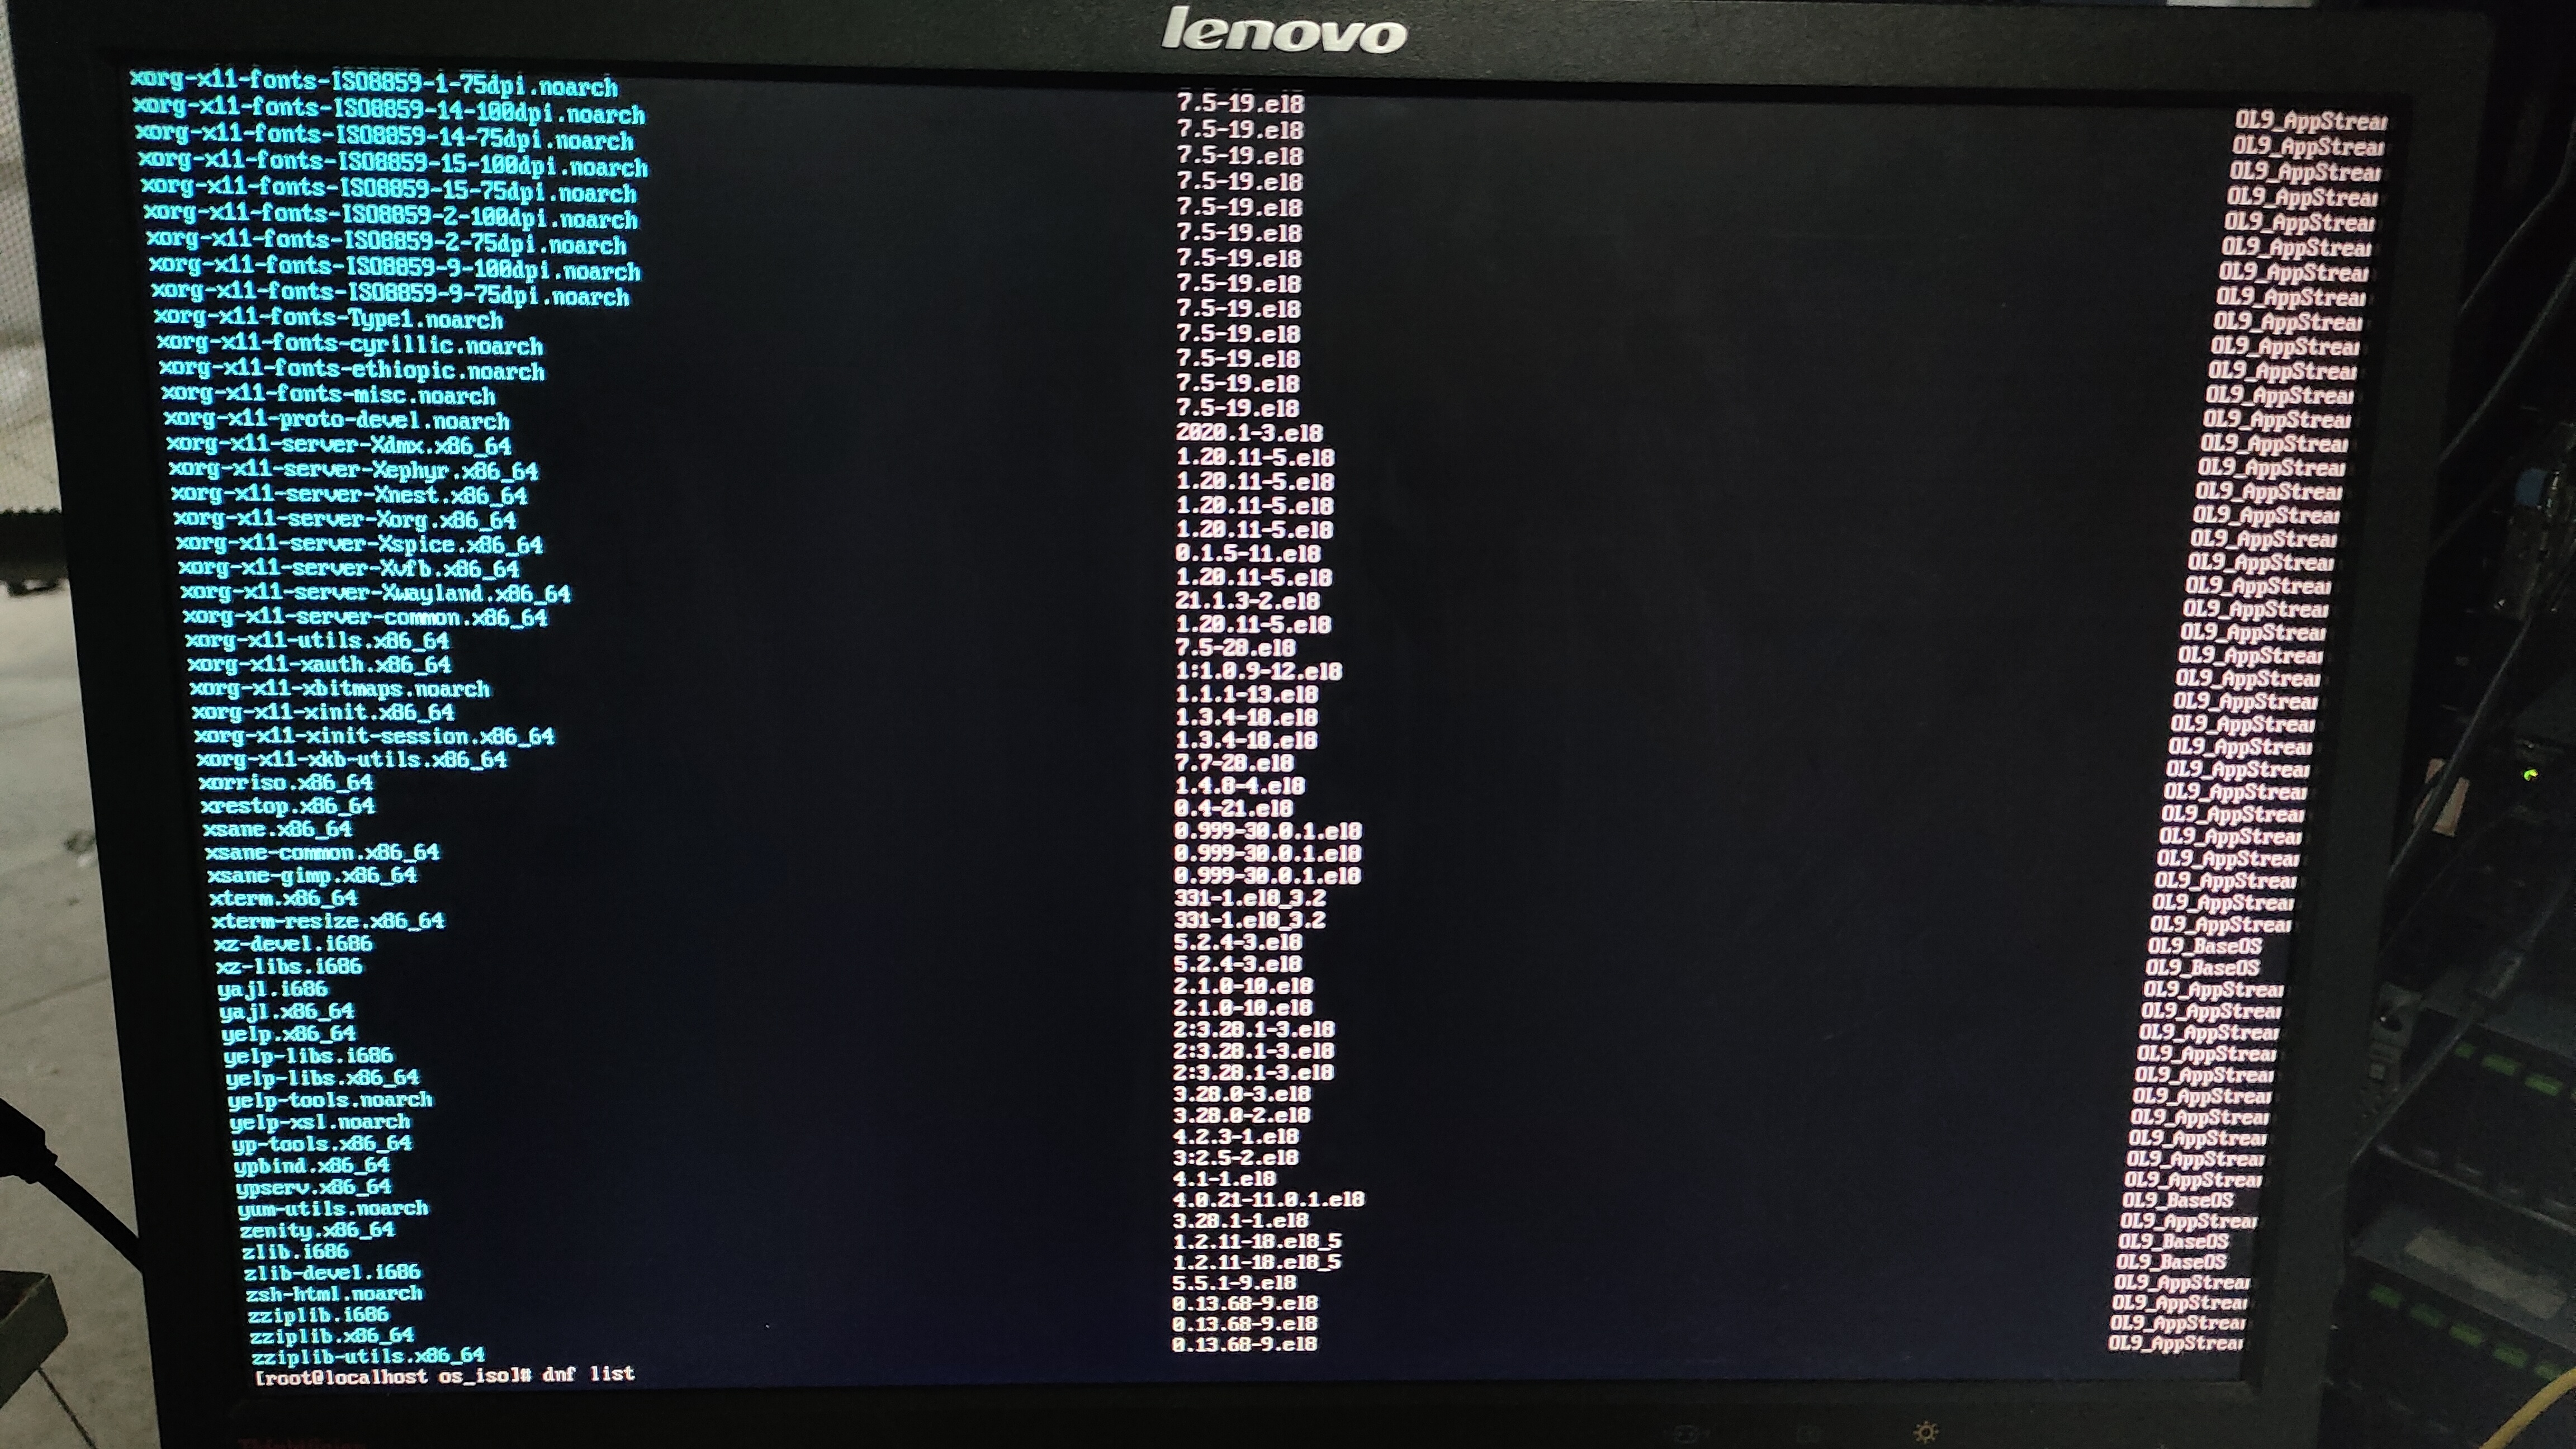 lenovo
xorg-x11-fonts-ISO8859-1-75dpi.noarch 7.5-19.el8 OL9_AppStrea
xorg-x11-fonts-ISO8859-14-100dpi.noarch 7.5-19.el8 OL9_AppStrea
xorg-x11-fonts-ISO8859-14-75dpi.noarch 7.5-19.el8 OL9_AppStrea
xorg-x11-fonts-ISO8859-15-100dpi.noarch 7.5-19.el8 OL9_AppStrea
xorg-x11-fonts-ISO8859-15-75dpi.noarch 7.5-19.el8 OL9_AppStrea
xorg-x11-fonts-ISO8859-2-100dpi.noarch 7.5-19.el8 OL9_AppStrea
xorg-x11-fonts-ISO8859-2-75dpi.noarch 7.5-19.el8 OL9_AppStrea
xorg-x11-fonts-ISO8859-9-100dpi.noarch 7.5-19.el8 OL9_AppStrea
xorg-x11-fonts-ISO8859-9-75dpi.noarch 7.5-19.el8 OL9_AppStrea
xorg-x11-fonts-Type1.noarch 7.5-19.el8 OL9_AppStrea
xorg-x11-fonts-cyrillic.noarch 7.5-19.el8 OL9_AppStrea
xorg-x11-fonts-ethiopic.noarch 7.5-19.el8 OL9_AppStrea
xorg-x11-fonts-misc.noarch 7.5-19.el8 OL9_AppStrea
xorg-x11-proto-devel.noarch 2020.1-3.el8 OL9_AppStrea
xorg-x11-server-Xdmx.x86_64 1.20.11-5.el8 OL9_AppStrea
xorg-x11-server-Xephyr.x86_64 1.20.11-5.el8 OL9_AppStrea
xorg-x11-server-Xnest.x86_64 1.20.11-5.el8 OL9_AppStrea
xorg-x11-server-Xorg.x86_64 1.20.11-5.el8 OL9_AppStrea
xorg-x11-server-Xspice.x86_64 0.1.5-11.el8 OL9_AppStrea
xorg-x11-server-Xvfb.x86_64 1.20.11-5.el8 OL9_AppStrea
xorg-x11-server-Xwayland.x86_64 21.1.3-2.el8 OL9_AppStrea
xorg-x11-server-common.x86_64 1.20.11-5.el8 OL9_AppStrea
xorg-x11-utils.x86_64 7.5-28.el8 OL9_AppStrea
xorg-x11-xauth.x86_64 1:1.0.9-12.el8 OL9_AppStrea
xorg-x11-xbitmaps.noarch 1.1.1-13.el8 OL9_AppStrea
xorg-x11-xinit.x86_64 1.3.4-18.el8 OL9_AppStrea
xorg-x11-xinit-session.x86_64 1.3.4-18.el8 OL9_AppStrea
xorg-x11-xkb-utils.x86_64 7.7-28.el8 OL9_AppStrea
xorriso.x86_64 1.4.8-4.el8 OL9_AppStrea
xrestop.x86_64 0.4-21.el8 OL9_AppStrea
xsane.x86_64 0.999-30.0.1.el8 OL9_AppStrea
xsane-common.x86_64 0.999-30.0.1.el8 OL9_AppStrea
xsane-gimp.x86_64 0.999-30.0.1.el8 OL9_AppStrea
xterm.x86_64 331-1.el8_3.2 OL9_AppStrea
xterm-resize.x86_64 331-1.el8_3.2 OL9_AppStrea
xz-devel.i686 5.2.4-3.el8 OL9_BaseOS
xz-libs.i686 5.2.4-3.el8 OL9_BaseOS
yajl.i686 2.1.0-10.el8 OL9_AppStrea
yajl.x86_64 2.1.0-10.el8 OL9_AppStrea
yelp.x86_64 2:3.28.1-3.el8 OL9_AppStrea
yelp-libs.i686 2:3.28.1-3.el8 OL9_AppStrea
yelp-libs.x86_64 2:3.28.1-3.el8 OL9_AppStrea
yelp-tools.noarch 3.28.0-3.el8 OL9_AppStrea
yelp-xsl.noarch 3.28.0-2.el8 OL9_AppStrea
yp-tools.x86_64 4.2.3-1.el8 OL9_AppStrea
ypbind.x86_64 3:2.5-2.el8 OL9_AppStrea
ypserv.x86_64 4.1-1.el8 OL9_AppStrea
yum-utils.noarch 4.0.21-11.0.1.el8 OL9_BaseOS
zenity.x86_64 3.28.1-1.el8 OL9_AppStrea
zlib.i686 1.2.11-18.el8_5 OL9_BaseOS
zlib-devel.i686 1.2.11-18.el8_5 OL9_BaseOS
zsh-html.noarch 5.5.1-9.el8 OL9_AppStrea
zziplib.i686 0.13.68-9.el8 OL9_AppStrea
zziplib.x86_64 0.13.68-9.el8 OL9_AppStrea
zziplib-utils.x86_64 0.13.68-9.el8 OL9_AppStrea
[root@localhost os_iso]# dnf list